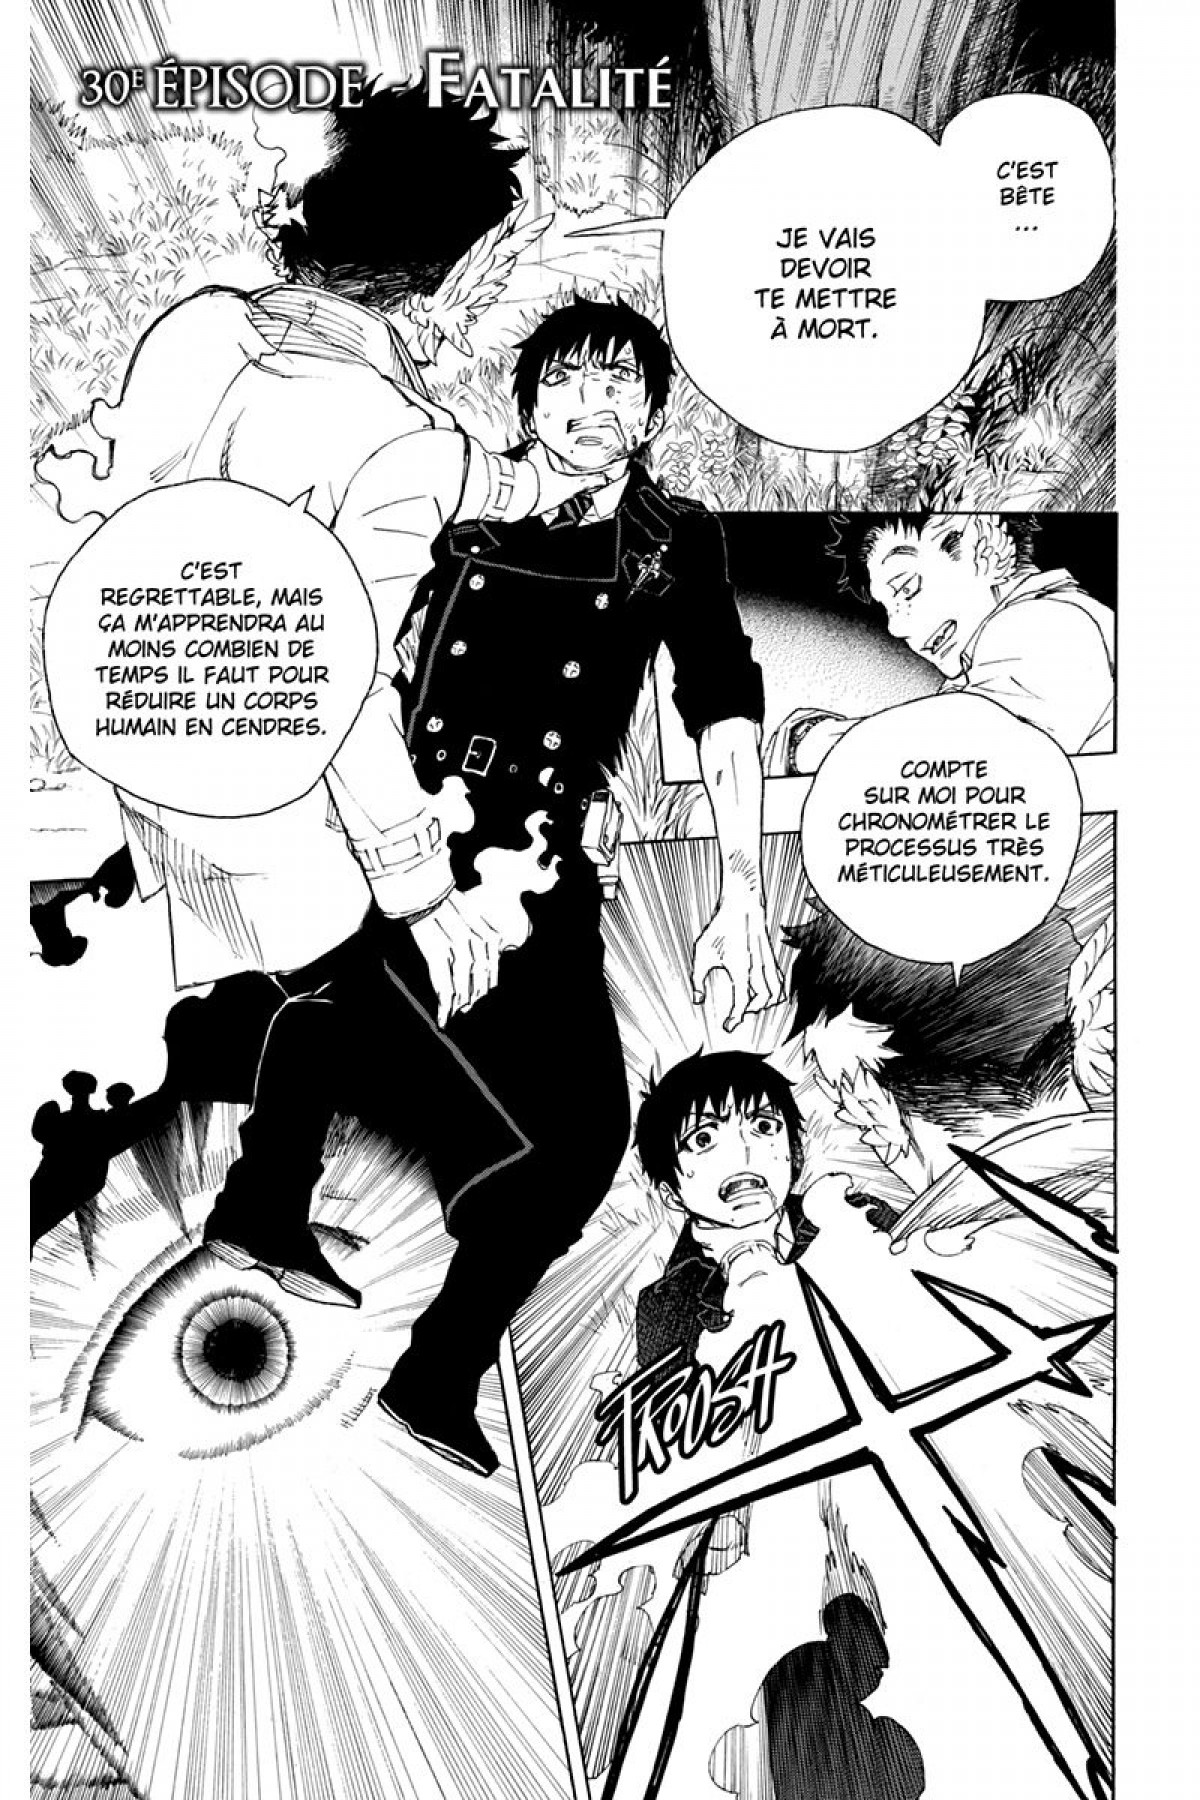 30E ÉPISODE - FATALITÉ
C'EST
BÊTE
...
JE VAIS
DEVOIR
TE METTRE
À MORT.
C'EST
REGRETTABLE, MAIS
ÇA M'APPRENDRA AU
MOINS COMBIEN DE
TEMPS IL FAUT POUR
RÉDUIRE UN CORPS
HUMAIN EN CENDRES.
COMPTE
SUR MOI POUR
CHRONOMÉTRER LE
PROCESSUS TRÈS
MÉTICULEUSEMENT.
FROOSH